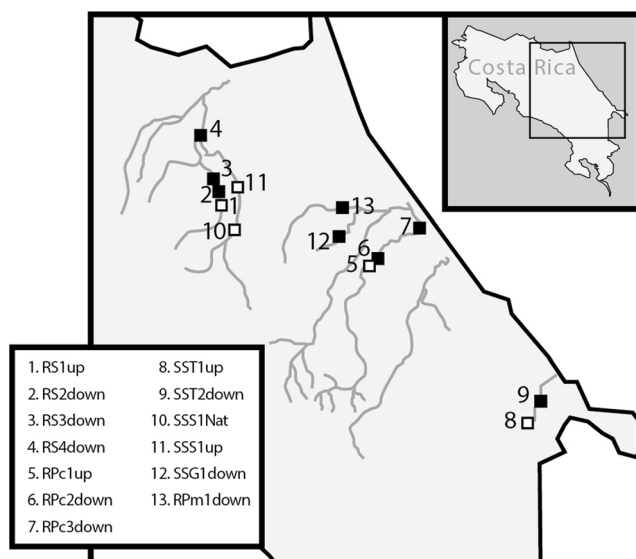 Costa Rica
4
3
2
11
1
10
13
12
7
6
5
9
8
1. RS1up
2. RS2down
3. RS3down
4. RS4down
5. RPc1up
6. RPc2down
7. RPc3down
8. SST1up
9. SST2down
10. SSS1Nat
11. SSS1up
12. SSG1down
13. RPm1down